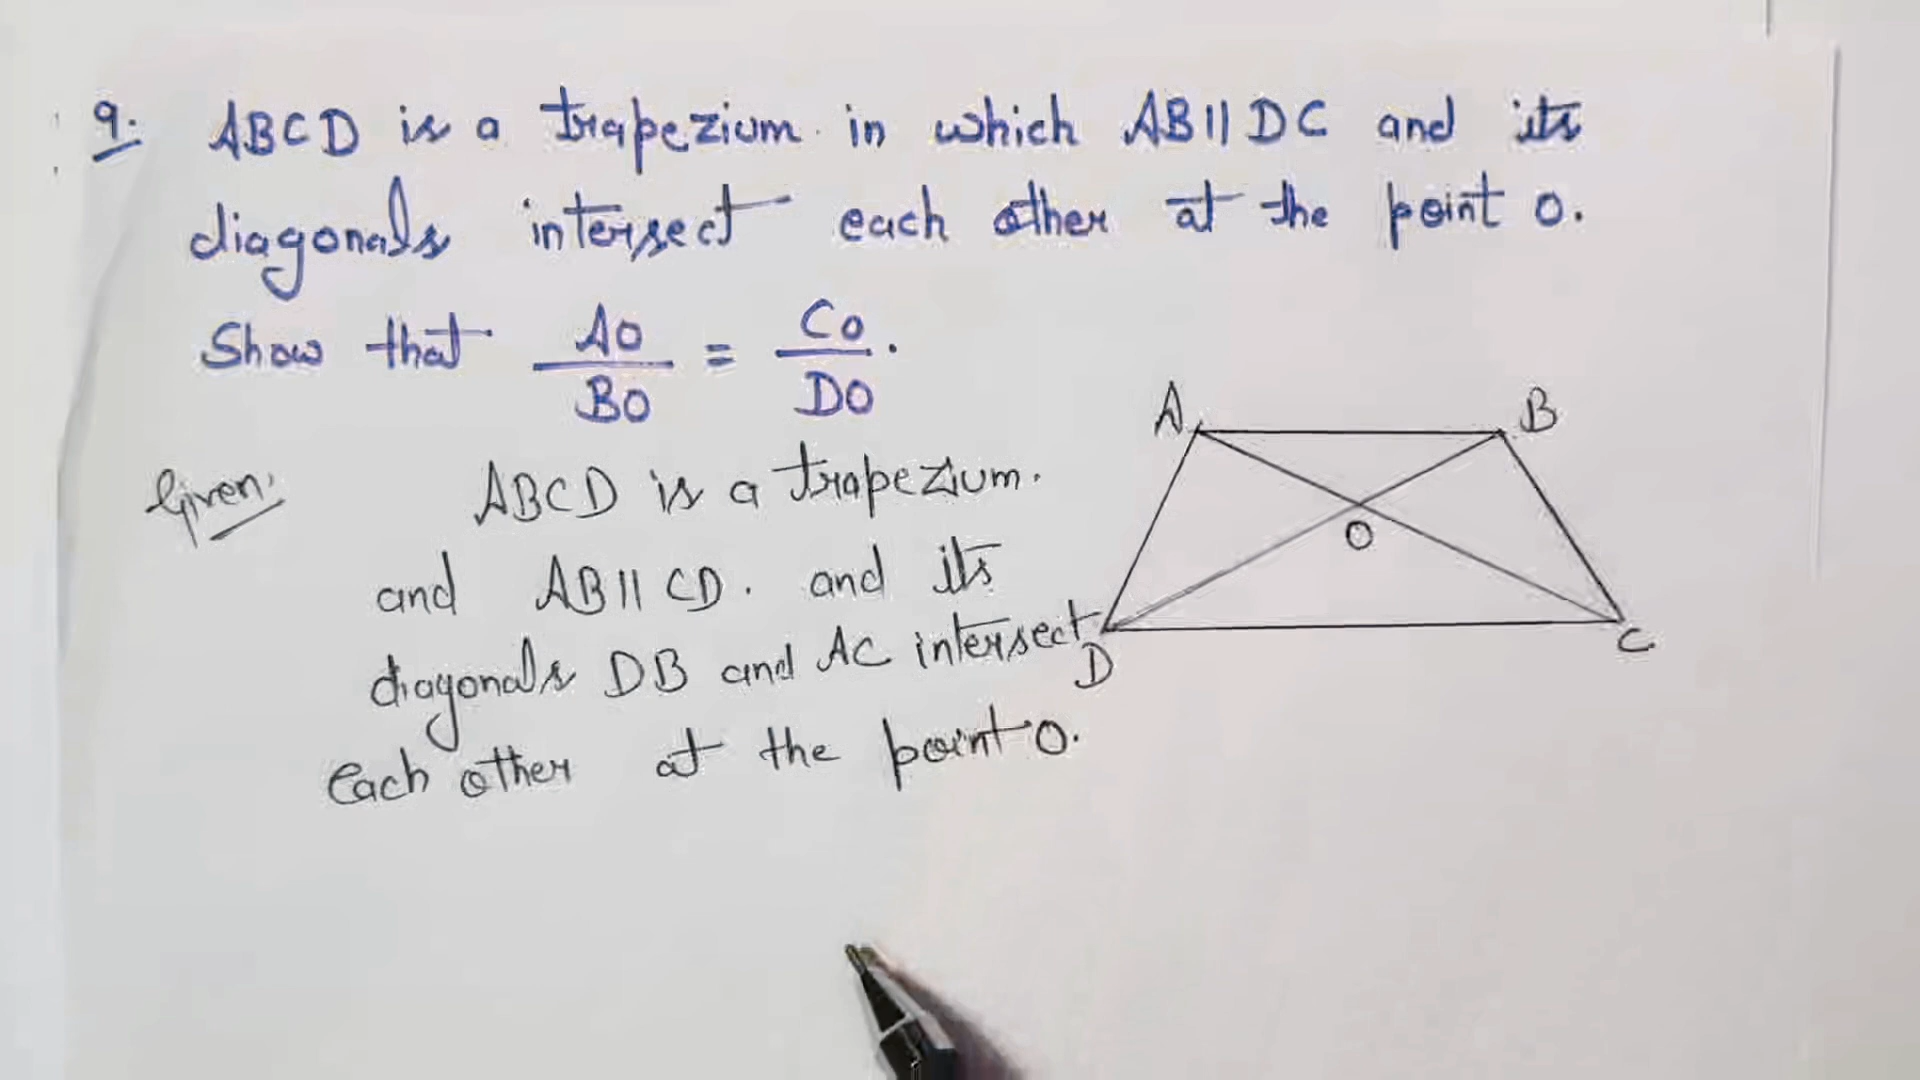 9. ABCD is a trapezium in which AB || DC and its
diagonals intersect each other at the point O.
Show that AO/BO = CO/DO.
Given: ABCD is a trapezium.
and AB || CD. and its
diagonals DB and AC intersect
each other at the point O.
A
B
O
D
C